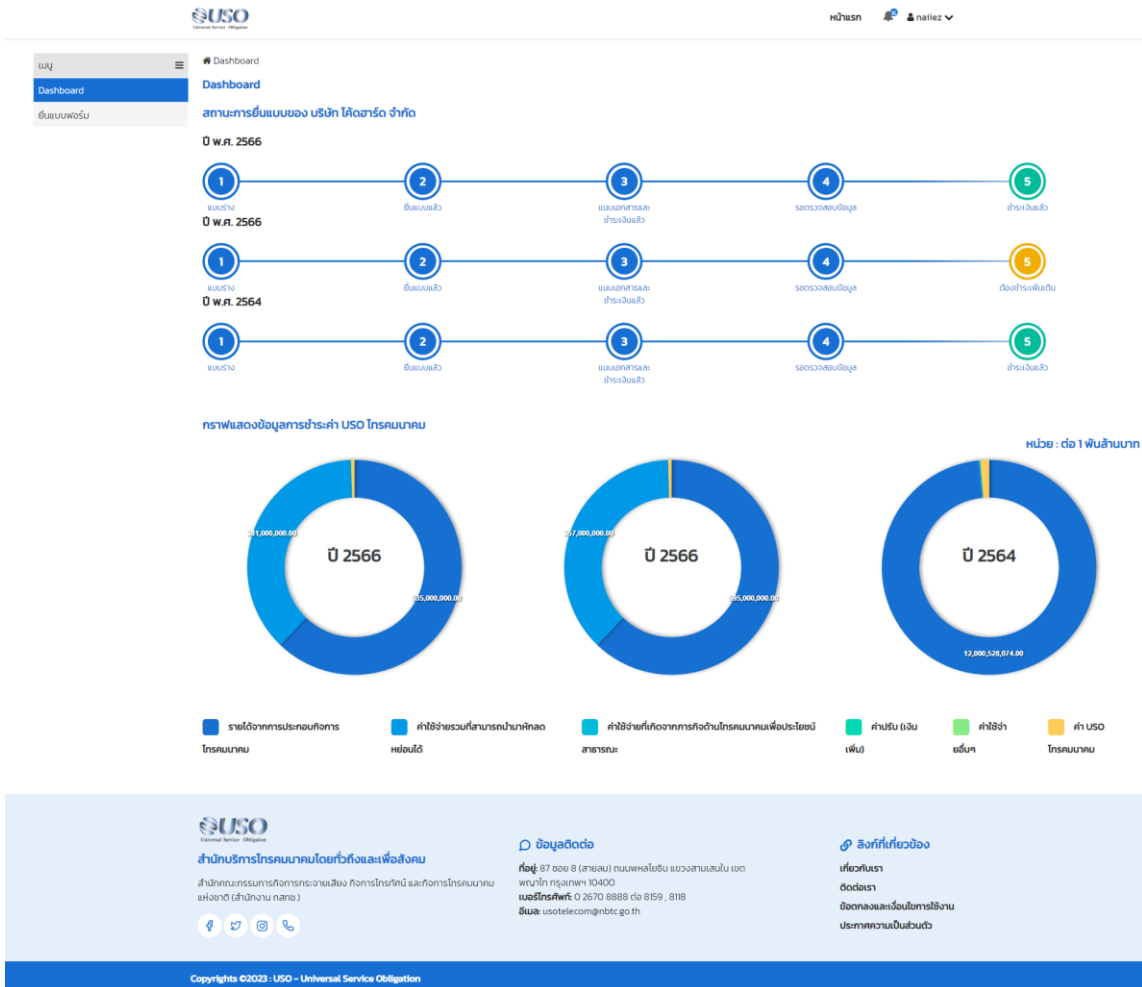 USO
Universal Service Obligation
หน้าแรก
naiiez
เมนู
Dashboard
ยื่นแบบฟอร์ม
Dashboard
Dashboard
สถานะการยื่นแบบของ บริษัท โค้ดฮาร์ด จำกัด
ปี พ.ศ. 2566
1 2 3 4 5
แบบร่าง ยื่นแบบแล้ว แนบเอกสารและ รอตรวจสอบข้อมูล ชำระเงินแล้ว
ชำระเงินแล้ว
ปี พ.ศ. 2566
1 2 3 4 5
แบบร่าง ยื่นแบบแล้ว แนบเอกสารและ รอตรวจสอบข้อมูล ต้องชำระเพิ่มเติม
ชำระเงินแล้ว
ปี พ.ศ. 2564
1 2 3 4 5
แบบร่าง ยื่นแบบแล้ว แนบเอกสารและ รอตรวจสอบข้อมูล ชำระเงินแล้ว
ชำระเงินแล้ว
กราฟแสดงข้อมูลการชำระค่า USO โทรคมนาคม
หน่วย : ต่อ 1 พันล้านบาท
ปี 2566
ปี 2566
ปี 2564
12,000,528,074.00
รายได้จากการประกอบกิจการ ค่าใช้จ่ายรวมที่สามารถนำมาหักลด ค่าใช้จ่ายที่เกิดจากภารกิจด้านโทรคมนาคมเพื่อประโยชน์ ค่าปรับ (เงิน ค่าใช้จ่า ค่า USO
โทรคมนาคม หย่อนได้ สาธารณะ เพิ่ม) ยอื่นๆ โทรคมนาคม
USO
Universal Service Obligation
สำนักบริการโทรคมนาคมโดยทั่วถึงและเพื่อสังคม
สำนักคณะกรรมการกิจการกระจายเสียง กิจการโทรทัศน์ และกิจการโทรคมนาคม
แห่งชาติ (สำนักงาน กสทช.)
ข้อมูลติดต่อ
ที่อยู่: 87 ซอย 8 (สายลม) ถนนพหลโยธิน แขวงสามเสนใน เขต
พญาไท กรุงเทพฯ 10400
เบอร์โทรศัพท์: 0 2670 8888 ต่อ 8159 , 8118
อีเมล: usotelecom@nbtc.go.th
ลิงก์ที่เกี่ยวข้อง
เกี่ยวกับเรา
ติดต่อเรา
ข้อตกลงและเงื่อนไขการใช้งาน
ประกาศความเป็นส่วนตัว
Copyrights ©2023 : USO - Universal Service Obligation